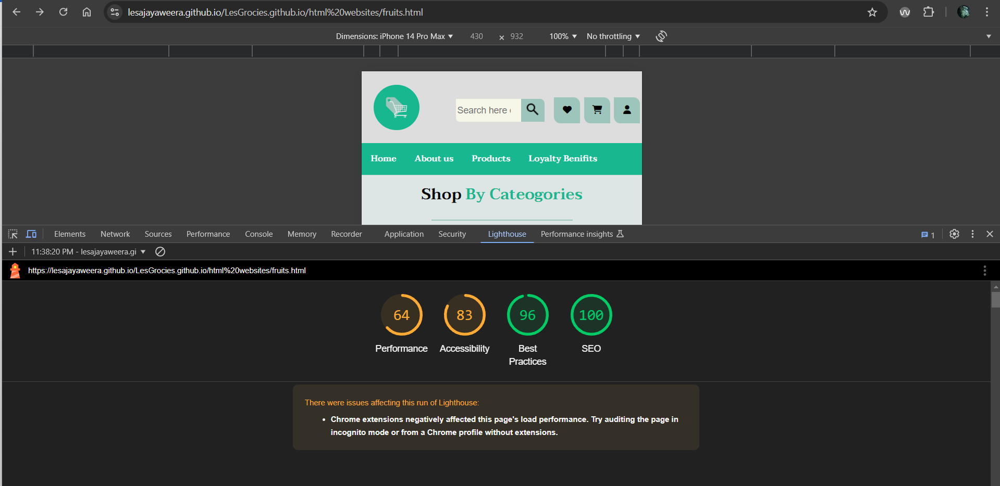 lesajayaweera.github.io/LesGrocies.github.io/html%20websites/fruits.html
Dimensions: iPhone 14 Pro Max ▼ 430 × 932 100% ▼ No throttling ▼
Search here
Home About us Products Loyalty Benifits
Shop By Cateogories
Elements Network Sources Performance Console Memory Recorder Application Security Lighthouse Performance insights 1
11:38:20 PM - lesajayaweera.gi ▼
https://lesajayaweera.github.io/LesGrocies.github.io/html%20websites/fruits.html
64 83 96 100
Performance Accessibility Best SEO
Practices
There were issues affecting this run of Lighthouse:
• Chrome extensions negatively affected this page's load performance. Try auditing the page in
incognito mode or from a Chrome profile without extensions.